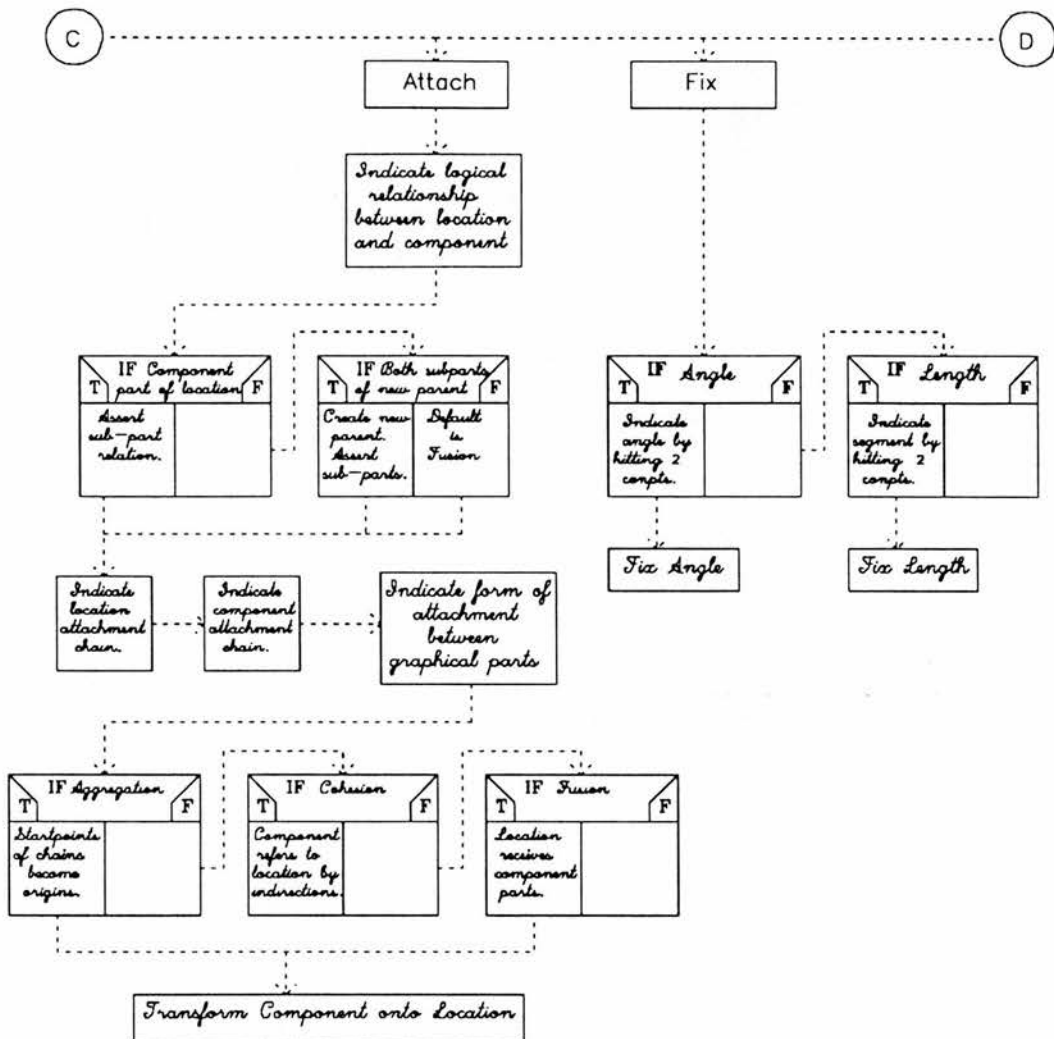 C
D
Attach
Fix
Indicate logical
relationship
between location
and component
IF Component
part of location
T
F
Assert
sub-part
relation.
IF Both subparts
of new parent
T
F
Create new
parent.
Assert
sub-parts.
Default
is
Fusion
IF Angle
T
F
Indicate
angle by
hitting 2
conpts.
IF Length
T
F
Indicate
segment by
hitting 2
conpts.
Fix Angle
Fix Length
Indicate
location
attachment
chain.
Indicate
component
attachment
chain.
Indicate form of
attachment
between
graphical parts
IF Aggregation
T
F
Startpoints
of chains
become
origins.
IF Cohesion
T
F
Component
refers to
location by
indirections.
IF Fusion
T
F
Location
receives
component
parts.
Transform Component onto Location